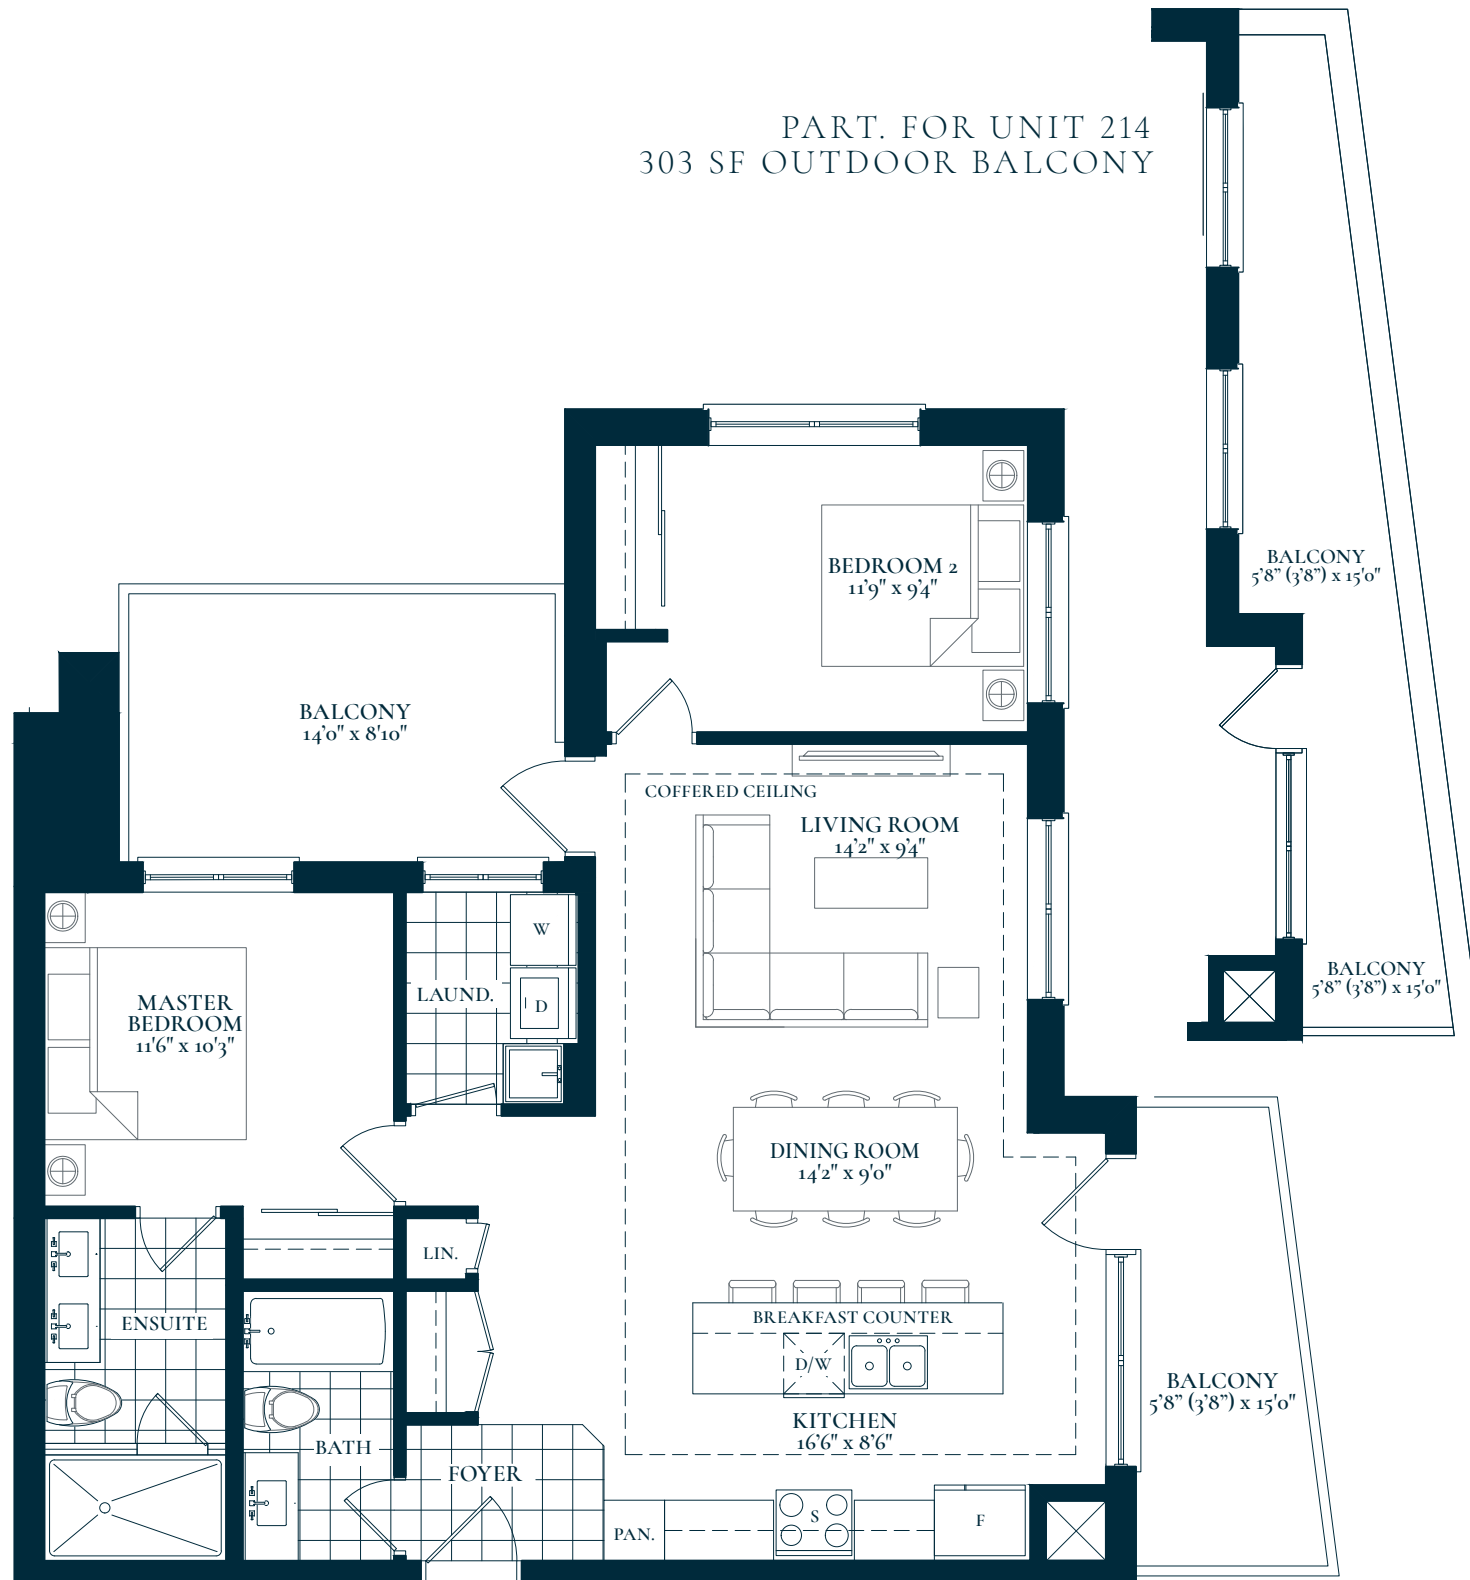 PART. FOR UNIT 214
303 SF OUTDOOR BALCONY
BALCONY
5'8” (3'8”) x 15'0"
BEDROOM 2
11'9" x 9'4"
BALCONY
14'0" x 8'10"
COFFERED CEILING
LIVING ROOM
14'2" x 9'4"
W
LAUND.
D
BALCONY
5'8” (3'8”) x 15'0"
MASTER
BEDROOM
11'6" x 10'3"
DINING ROOM
14'2" x 9'0"
LIN.
ENSUITE
BREAKFAST COUNTER
D/W
BALCONY
5'8” (3'8”) x 15'0"
KITCHEN
16'6" x 8'6"
BATH
FOYER
PAN.
S
F